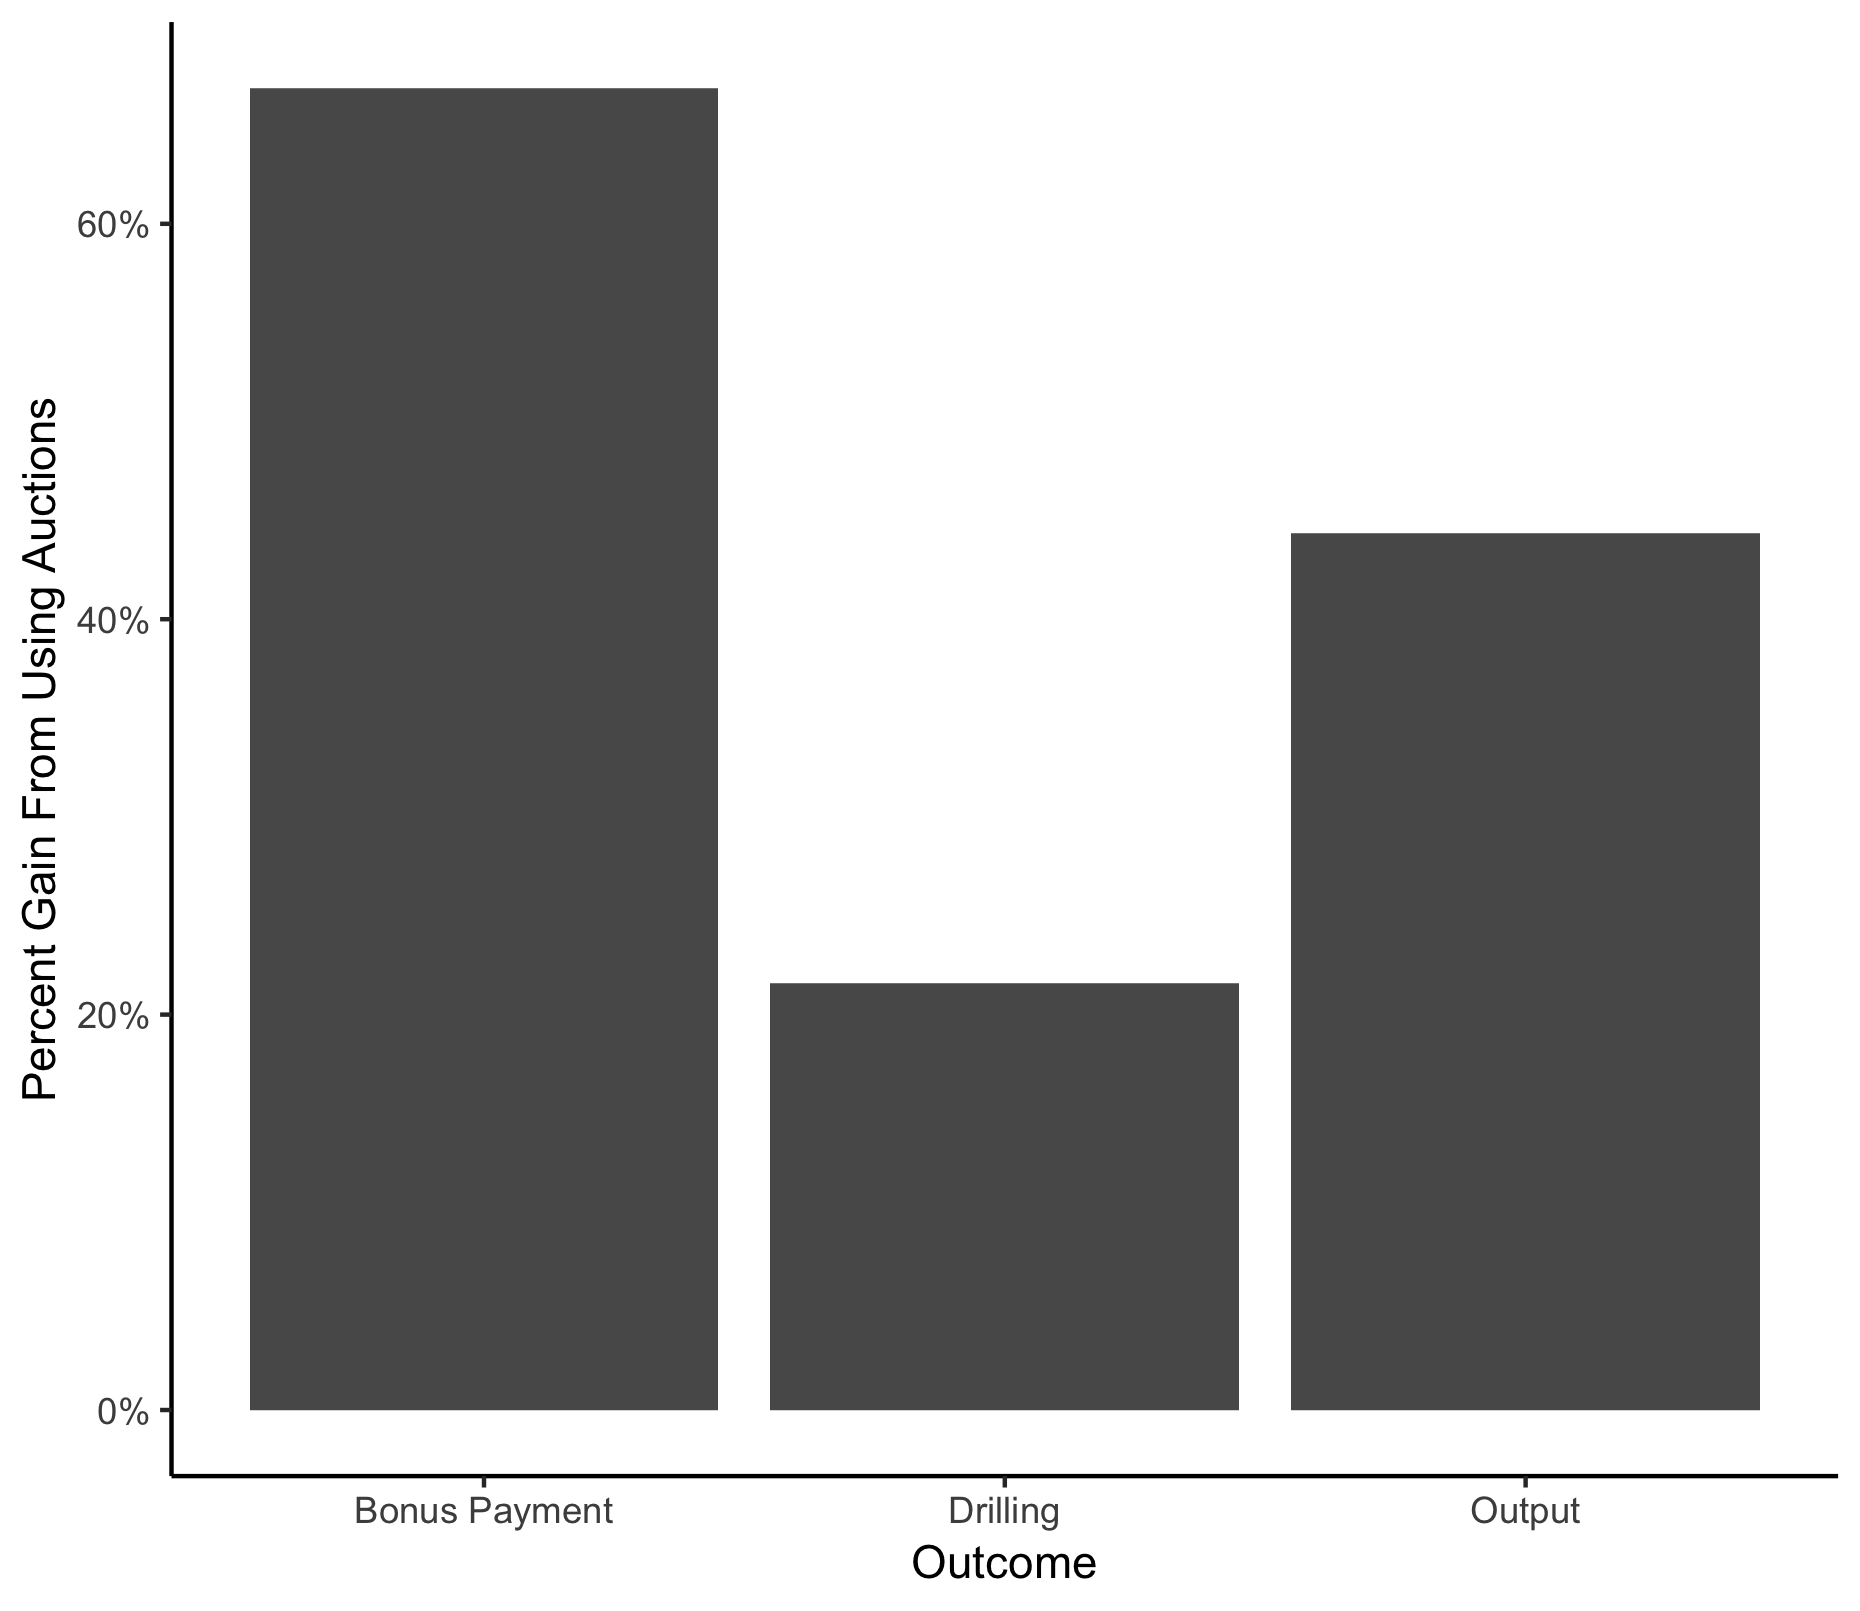 Percent Gain From Using Auctions
60%
40%
20%
0%
Bonus Payment
Drilling
Output
Outcome